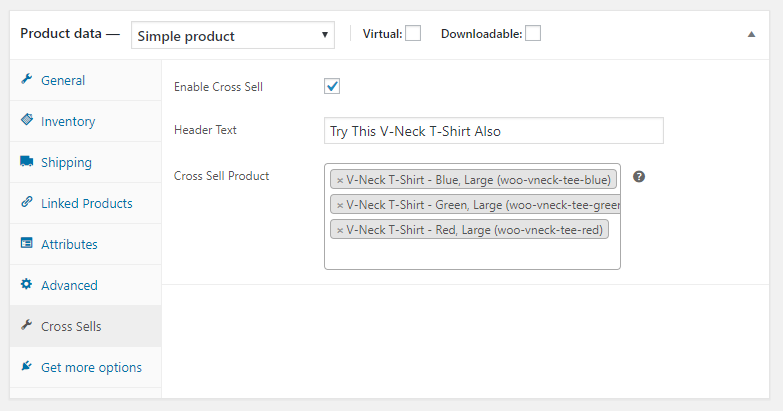 Product data — Simple product Virtual: Downloadable:
General
Inventory
Shipping
Linked Products
Attributes
Advanced
Cross Sells
Get more options
Enable Cross Sell
Header Text Try This V-Neck T-Shirt Also
Cross Sell Product
× V-Neck T-Shirt - Blue, Large (woo-vneck-tee-blue)
× V-Neck T-Shirt - Green, Large (woo-vneck-tee-green
× V-Neck T-Shirt - Red, Large (woo-vneck-tee-red)